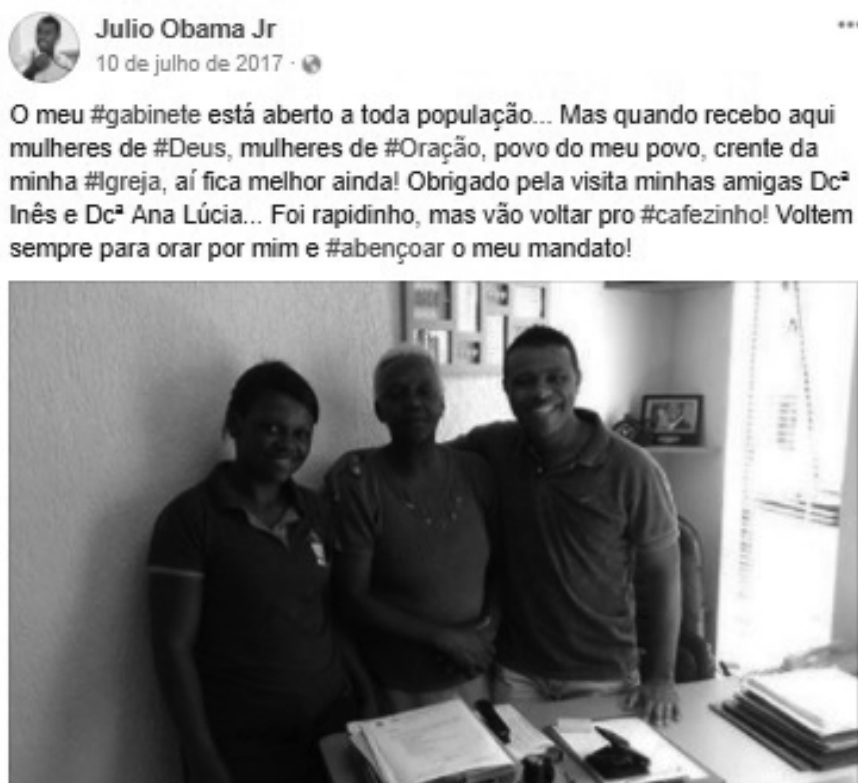 Julio Obama Jr
10 de julho de 2017 ·
O meu #gabinete está aberto a toda população... Mas quando recebo aqui
mulheres de #Deus, mulheres de #Oração, povo do meu povo, crente da
minha #Igreja, aí fica melhor ainda! Obrigado pela visita minhas amigas Dcª
Inês e Dcª Ana Lúcia... Foi rapidinho, mas vão voltar pro #cafezinho! Voltem
sempre para orar por mim e #abençoar o meu mandato!